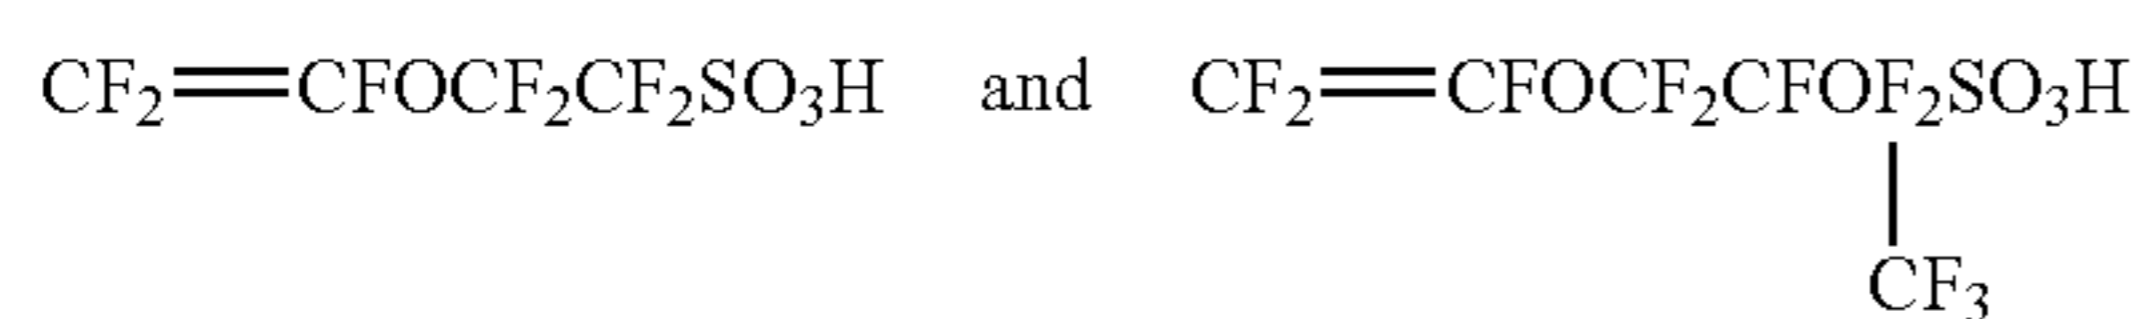 CF₂=CFOCF₂CF₂SO₃H and CF₂=CFOCF₂CFOF₂SO₃H
CF₃